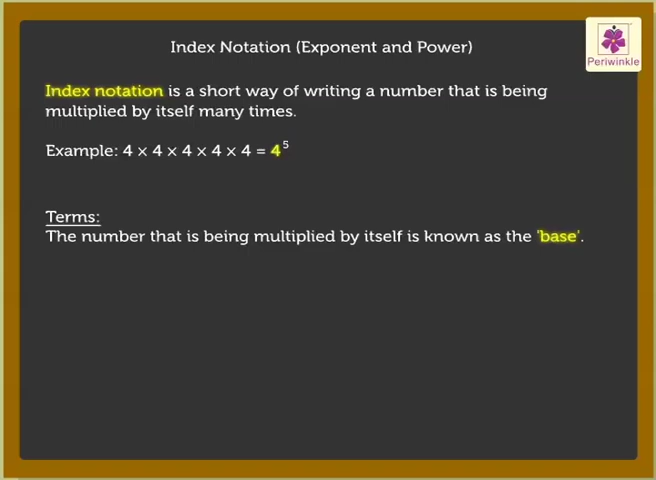 Index Notation (Exponent and Power)
Periwinkle
Index notation is a short way of writing a number that is being
multiplied by itself many times.
Example: 4 × 4 × 4 × 4 × 4 = 4⁵
Terms:
The number that is being multiplied by itself is known as the 'base'.